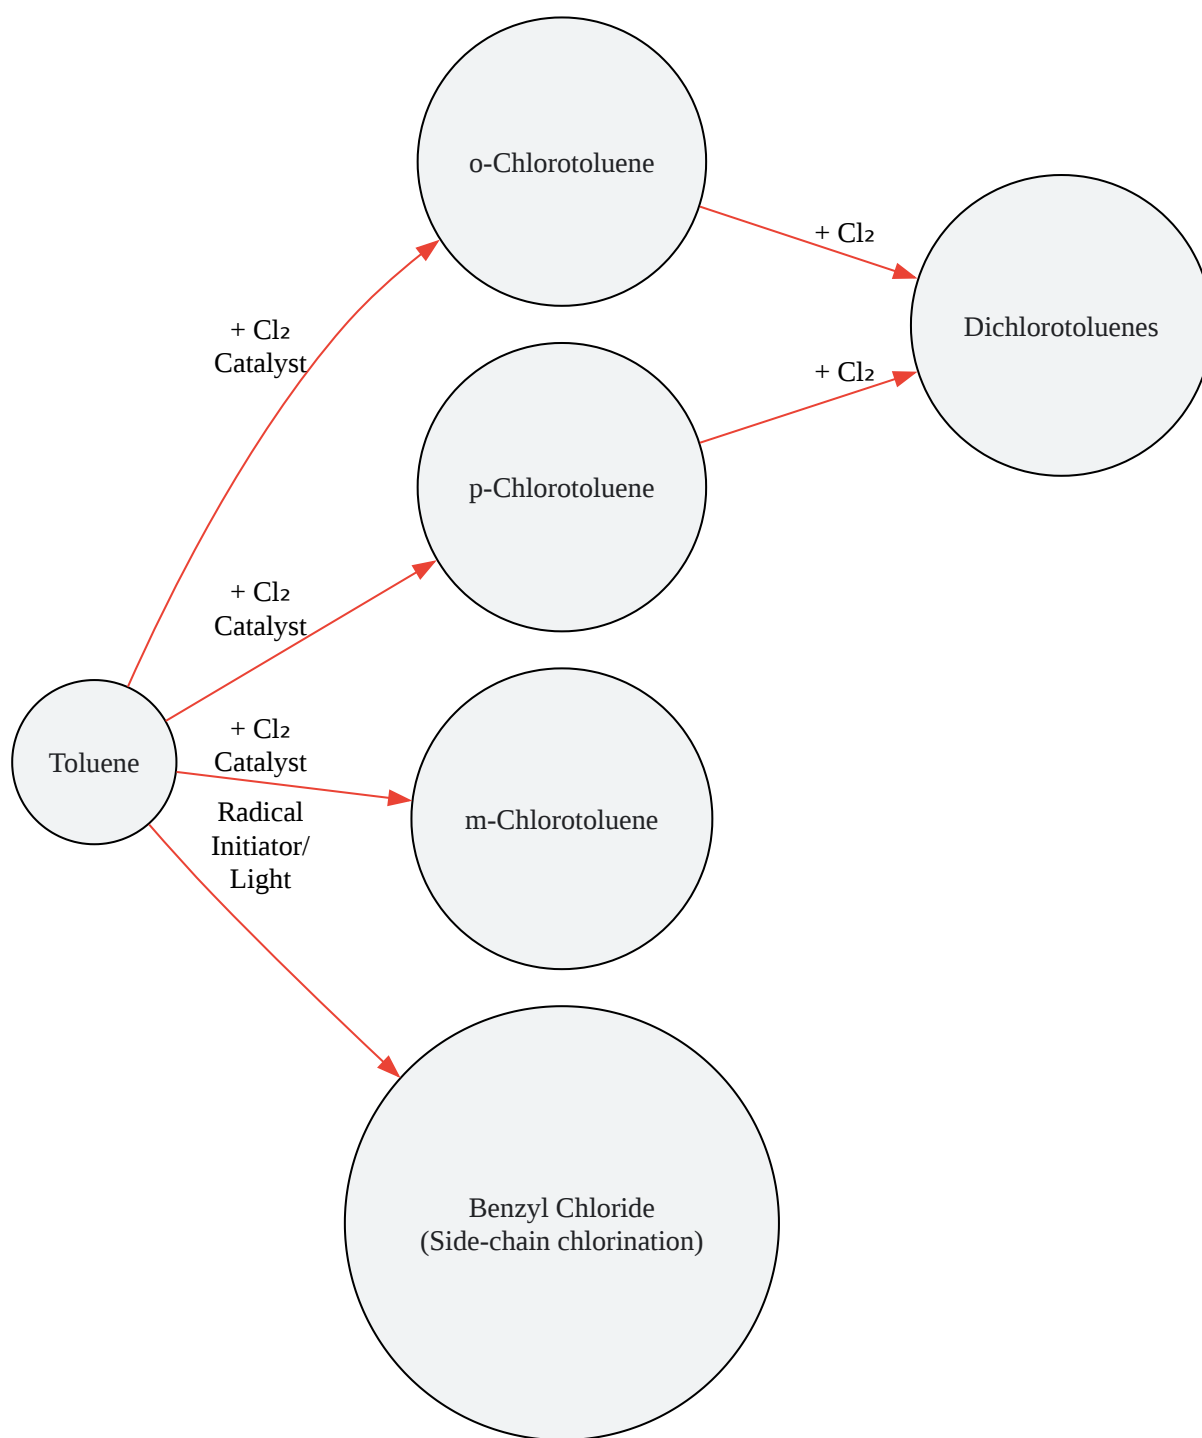 o-Chlorotoluene
+ Cl₂
Dichlorotoluenes
+ Cl₂
Catalyst
+ Cl₂
p-Chlorotoluene
+ Cl₂
Catalyst
+ Cl₂
Catalyst
Toluene
m-Chlorotoluene
Radical
Initiator/
Light
Benzyl Chloride
(Side-chain chlorination)